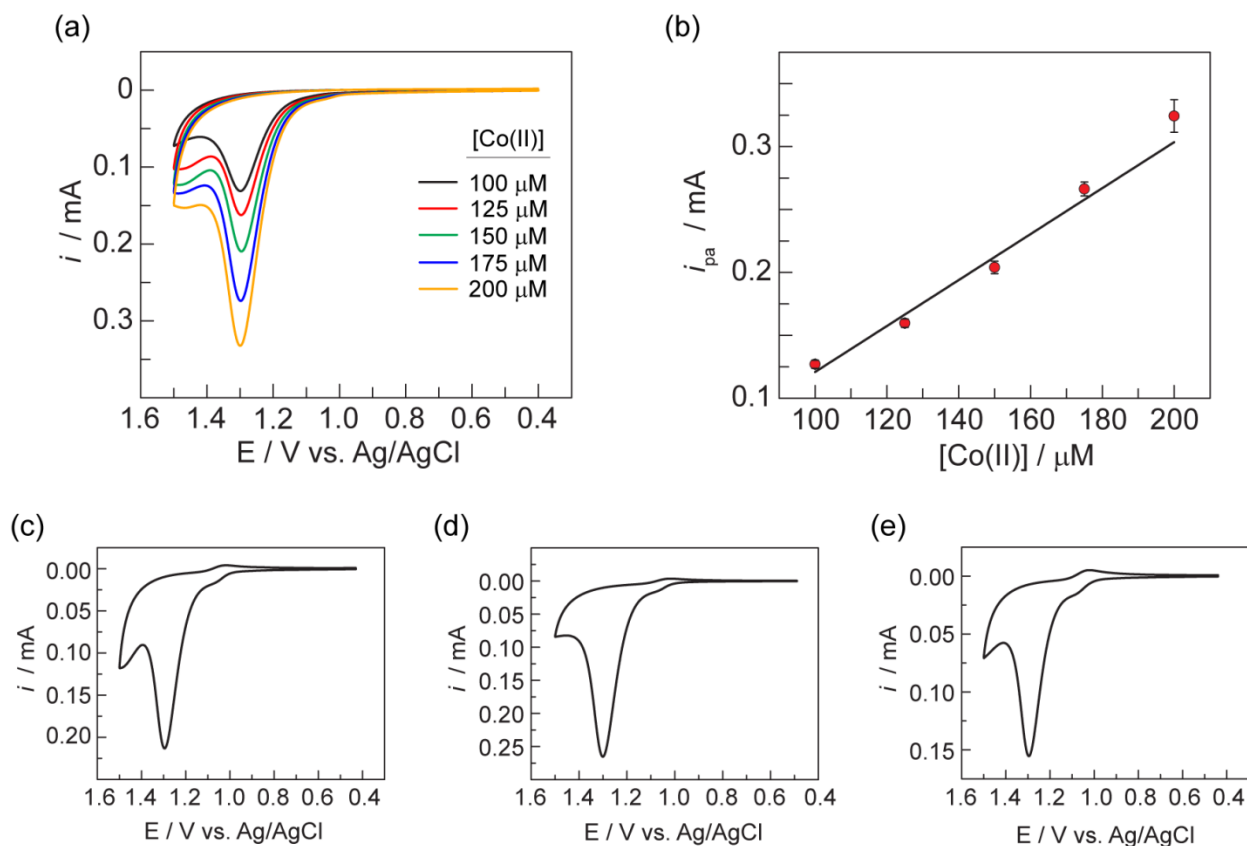 (a)
0
0.1
0.2
0.3
i / mA
1.6 1.4 1.2 1.0 0.8 0.6 0.4
E / V vs. Ag/AgCl
[Co(II)]
100 μM
125 μM
150 μM
175 μM
200 μM
(b)
0.3
0.2
0.1
i pa / mA
100 120 140 160 180 200
[Co(II)] / μM
(c)
0.00
0.05
0.10
0.15
0.20
i / mA
1.6 1.4 1.2 1.0 0.8 0.6 0.4
E / V vs. Ag/AgCl
(d)
0.00
0.05
0.10
0.15
0.20
0.25
i / mA
1.6 1.4 1.2 1.0 0.8 0.6 0.4
E / V vs. Ag/AgCl
(e)
0.00
0.05
0.10
0.15
i / mA
1.6 1.4 1.2 1.0 0.8 0.6 0.4
E / V vs. Ag/AgCl